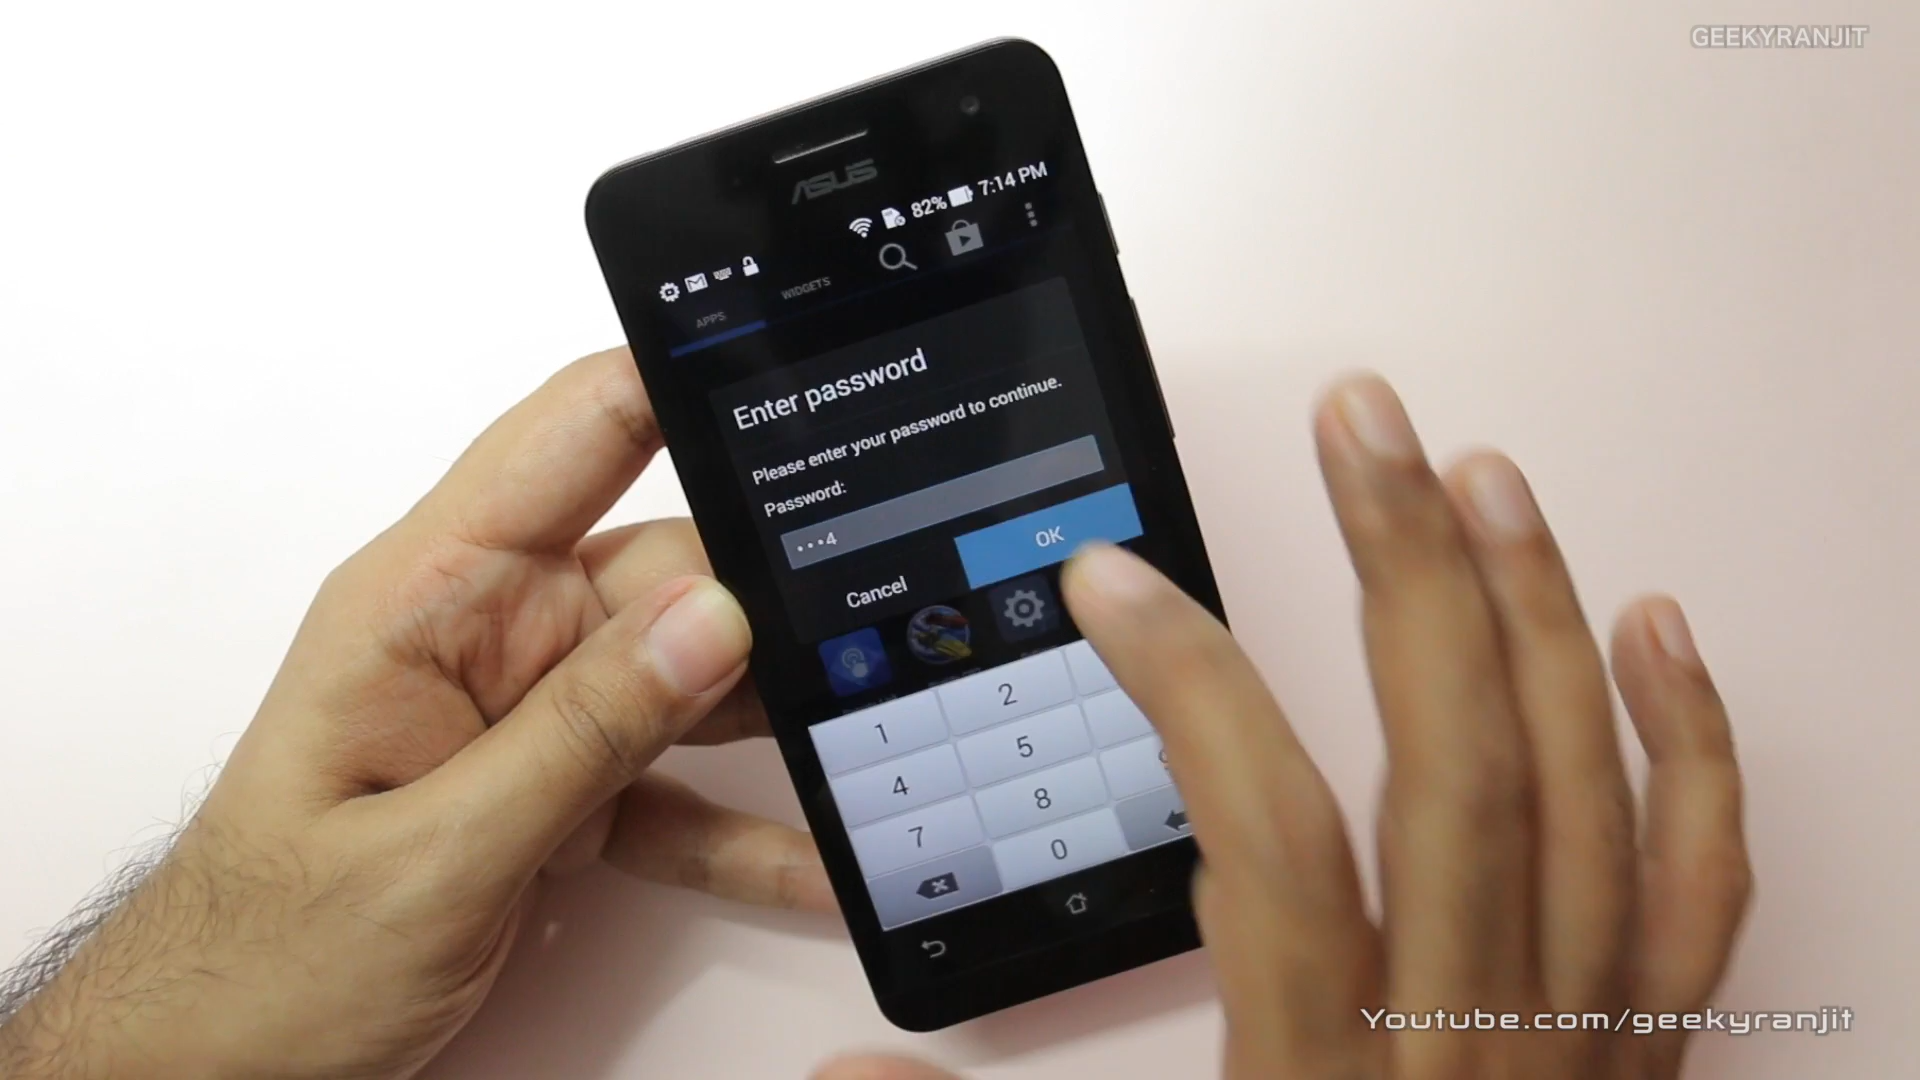 GEEKYRANJIT
ASUS
82% 7:14 PM
APPS
WIDGETS
Enter password
Please enter your password to continue.
Password:
•••4
Cancel
OK
1
2
4
5
7
8
0
Youtube.com/geekyranjit